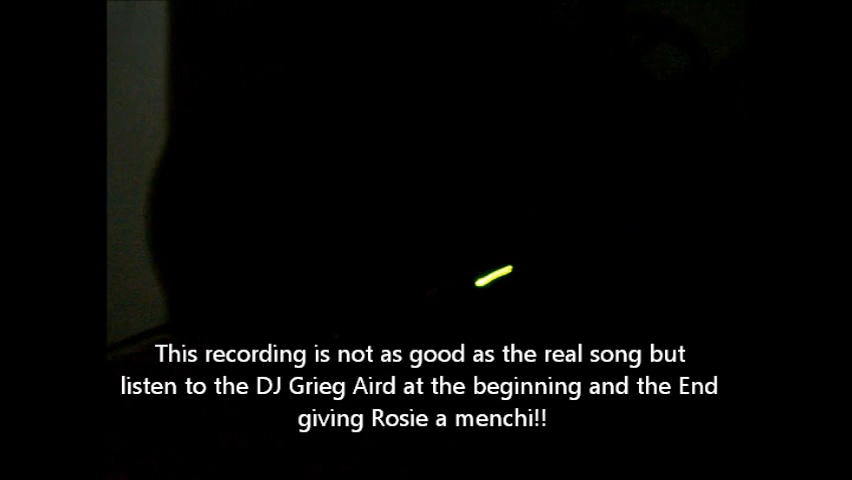 This recording is not as good as the real song but
listen to the DJ Grieg Aird at the beginning and the End
giving Rosie a menchi!!